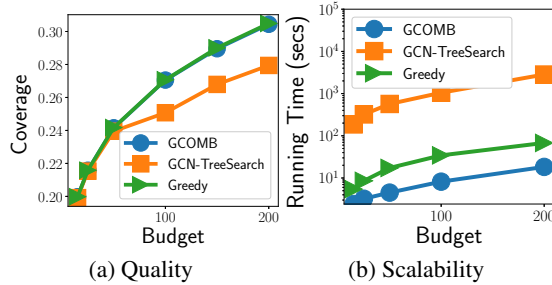 Coverage
0.30
0.28
0.26
0.24
0.22
0.20
GCOMB
GCN-TreeSearch
Greedy
100
200
Budget
(a) Quality
Running Time (secs)
10^5
10^4
10^3
10^2
10^1
GCOMB
GCN-TreeSearch
Greedy
100
200
Budget
(b) Scalability